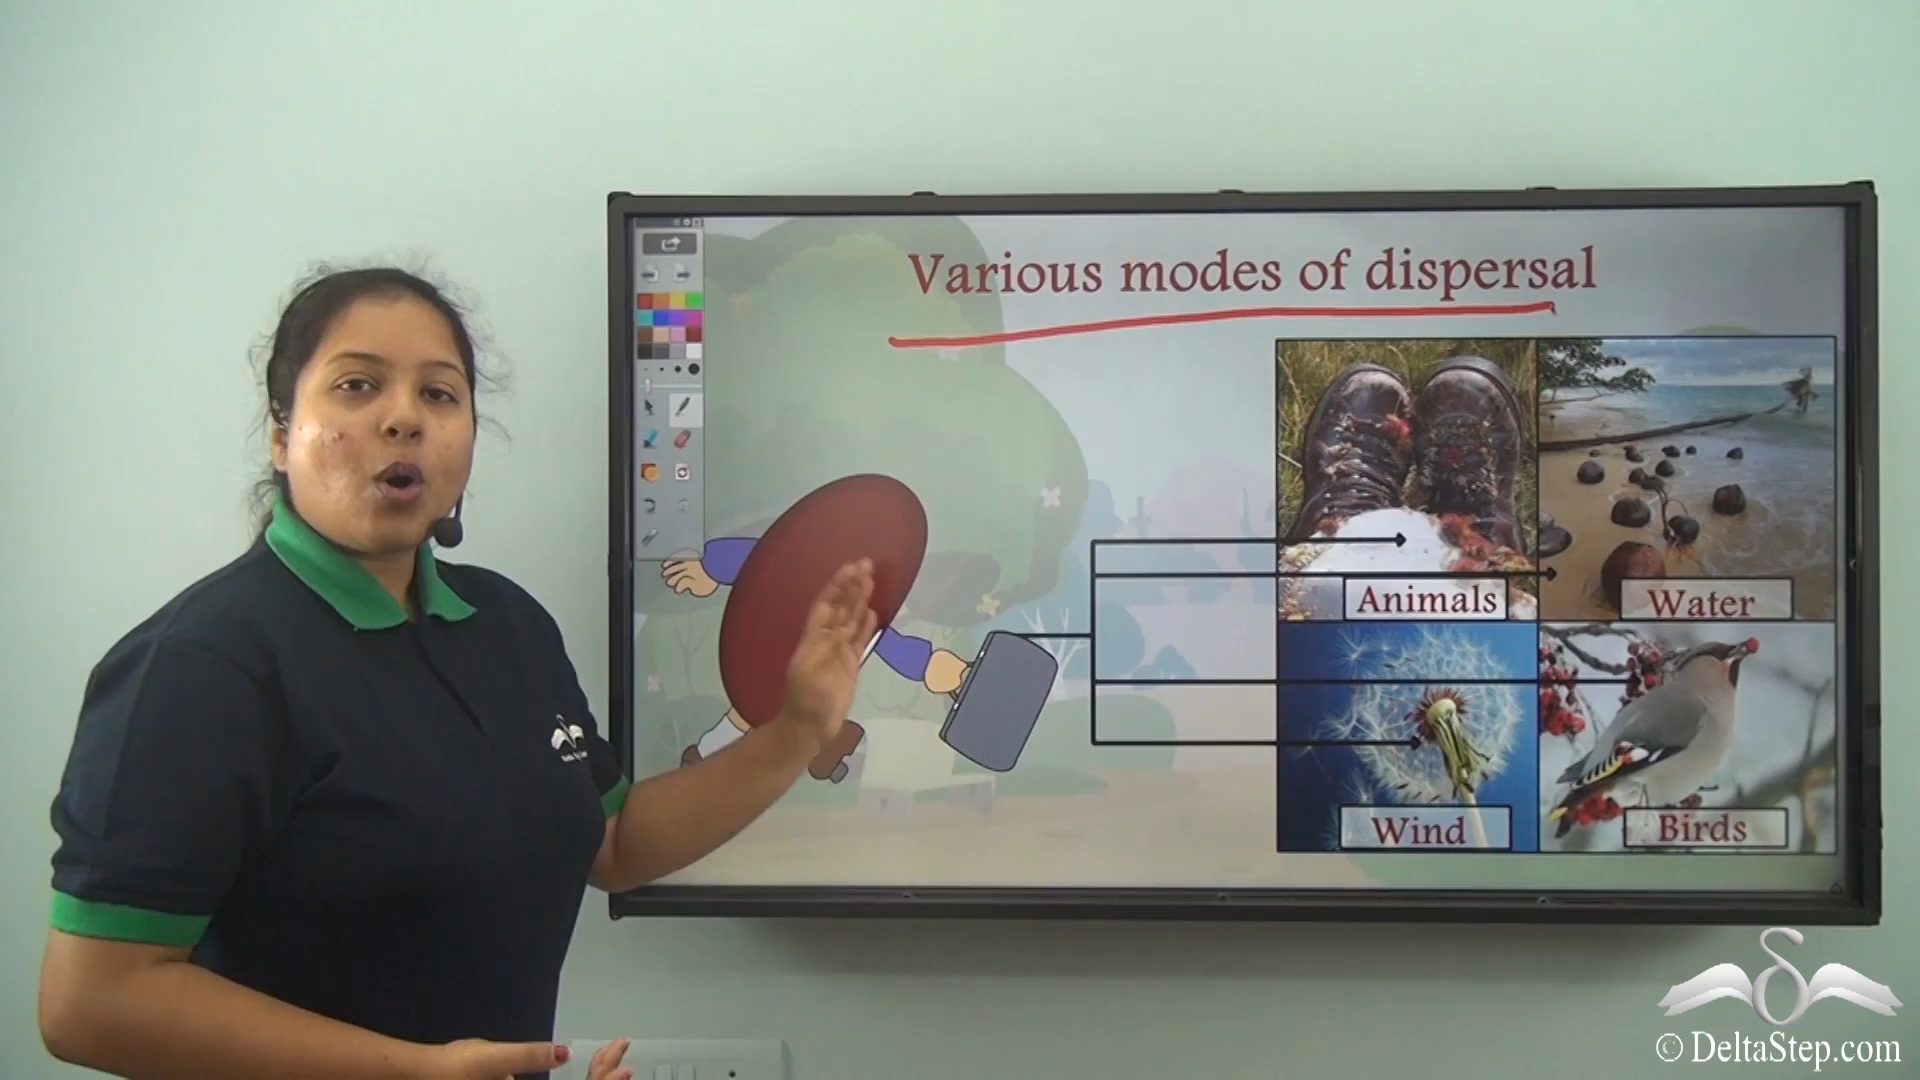 Various modes of dispersal
Animals
Water
Wind
Birds
© DeltaStep.com